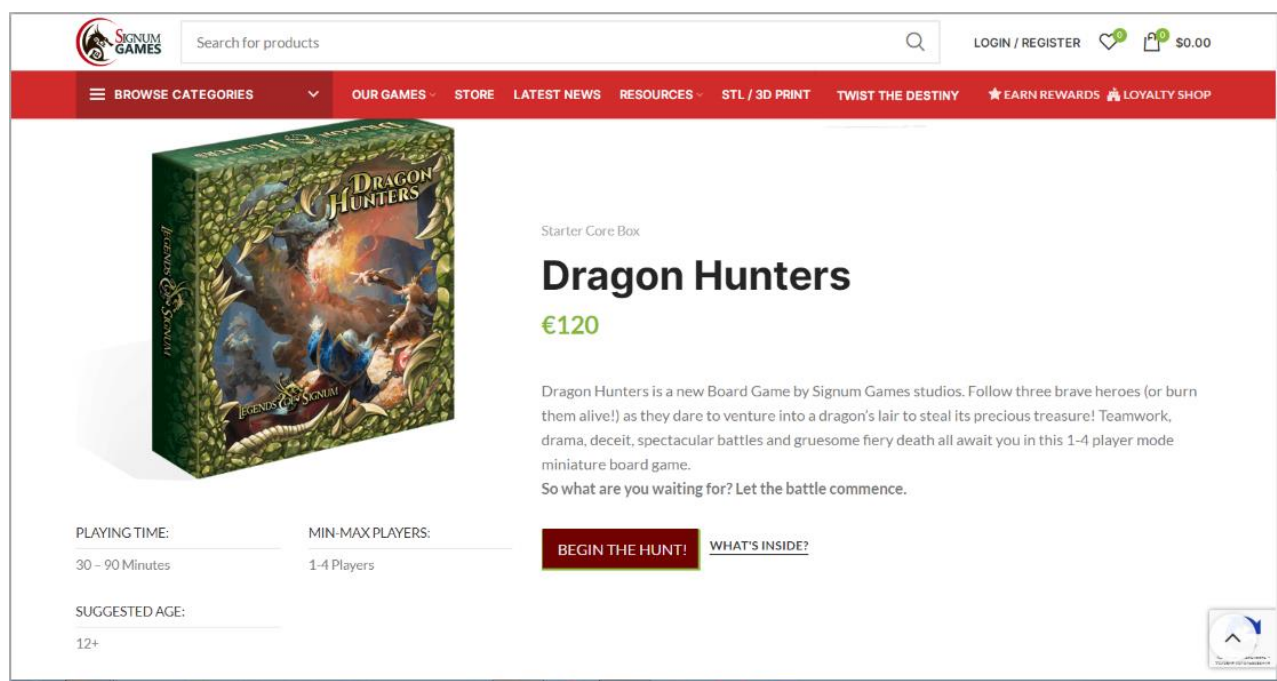 SIGNUM
GAMES
Search for products
LOGIN / REGISTER
0
0
$0.00
BROWSE CATEGORIES
OUR GAMES
STORE
LATEST NEWS
RESOURCES
STL / 3D PRINT
TWIST THE DESTINY
EARN REWARDS
LOYALTY SHOP
DRAGON HUNTERS
DRAGON
HUNTERS
LEGENDS OF SIGNUM
LEGENDS OF SIGNUM
Starter Core Box
Dragon Hunters
€120
Dragon Hunters is a new Board Game by Signum Games studios. Follow three brave heroes (or burn
them alive!) as they dare to venture into a dragon's lair to steal its precious treasure! Teamwork,
drama, deceit, spectacular battles and gruesome fiery death all await you in this 1-4 player mode
miniature board game.
So what are you waiting for? Let the battle commence.
BEGIN THE HUNT!
WHAT'S INSIDE?
PLAYING TIME:
30 – 90 Minutes
MIN-MAX PLAYERS:
1-4 Players
SUGGESTED AGE:
12+